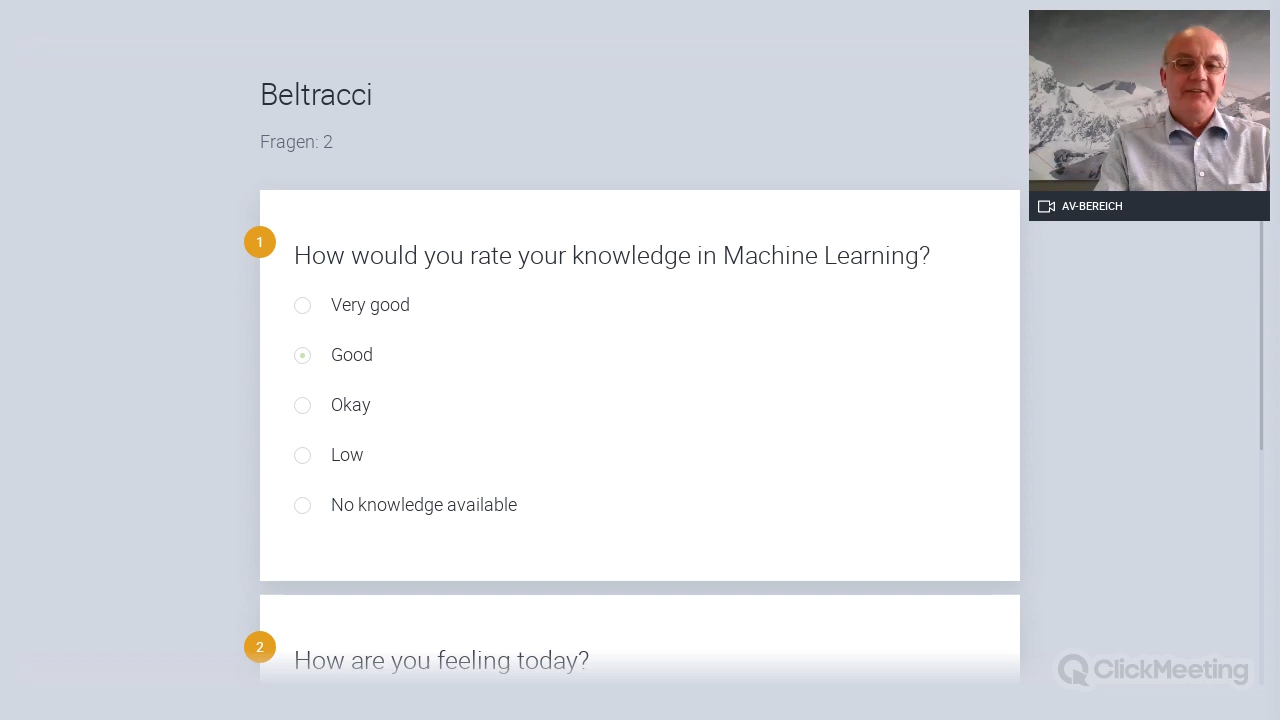 Beltracci
Fragen: 2
AV-BEREICH
1
How would you rate your knowledge in Machine Learning?
Very good
Good
Okay
Low
No knowledge available
2
How are you feeling today?
ClickMeeting